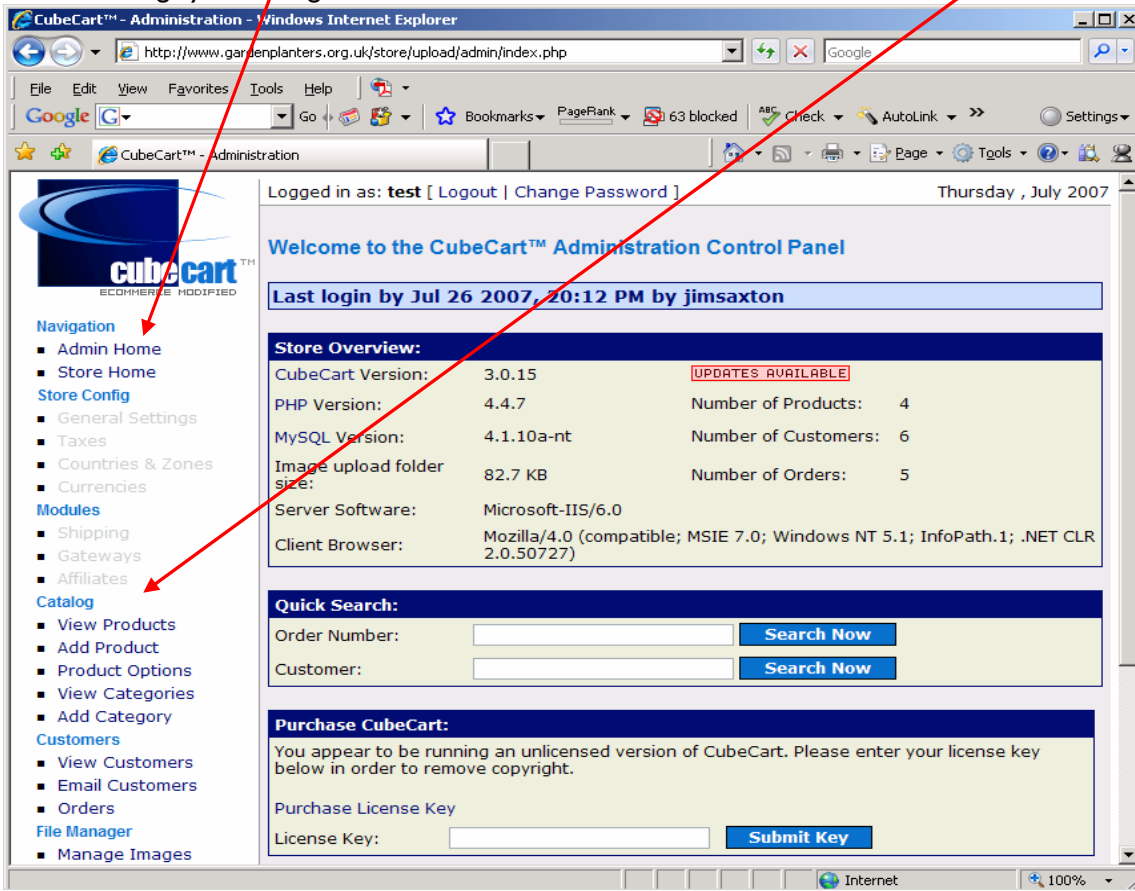 CubeCart™ - Administration - Windows Internet Explorer
http://www.gardenplanters.org.uk/store/upload/admin/index.php
Google
File Edit View Favorites Tools Help
Google G Go Bookmarks PageRank 63 blocked ABC Check AutoLink >> Settings
CubeCart™ - Administration Page Tools
Logged in as: test [ Logout | Change Password ] Thursday , July 2007
cubecart™
ECOMMERCE MODIFIED
Welcome to the CubeCart™ Administration Control Panel
Last login by Jul 26 2007, 20:12 PM by jimsaxton
Navigation
Admin Home
Store Home
Store Config
General Settings
Taxes
Countries & Zones
Currencies
Modules
Shipping
Gateways
Affiliates
Catalog
View Products
Add Product
Product Options
View Categories
Add Category
Customers
View Customers
Email Customers
Orders
File Manager
Manage Images
Store Overview:
CubeCart Version: 3.0.15 UPDATES AVAILABLE
PHP Version: 4.4.7 Number of Products: 4
MySQL Version: 4.1.10a-nt Number of Customers: 6
Image upload folder
size: 82.7 KB Number of Orders: 5
Server Software: Microsoft-IIS/6.0
Client Browser: Mozilla/4.0 (compatible; MSIE 7.0; Windows NT 5.1; InfoPath.1; .NET CLR
2.0.50727)
Quick Search:
Order Number: Search Now
Customer: Search Now
Purchase CubeCart:
You appear to be running an unlicensed version of CubeCart. Please enter your license key
below in order to remove copyright.
Purchase License Key
License Key: Submit Key
Internet 100%